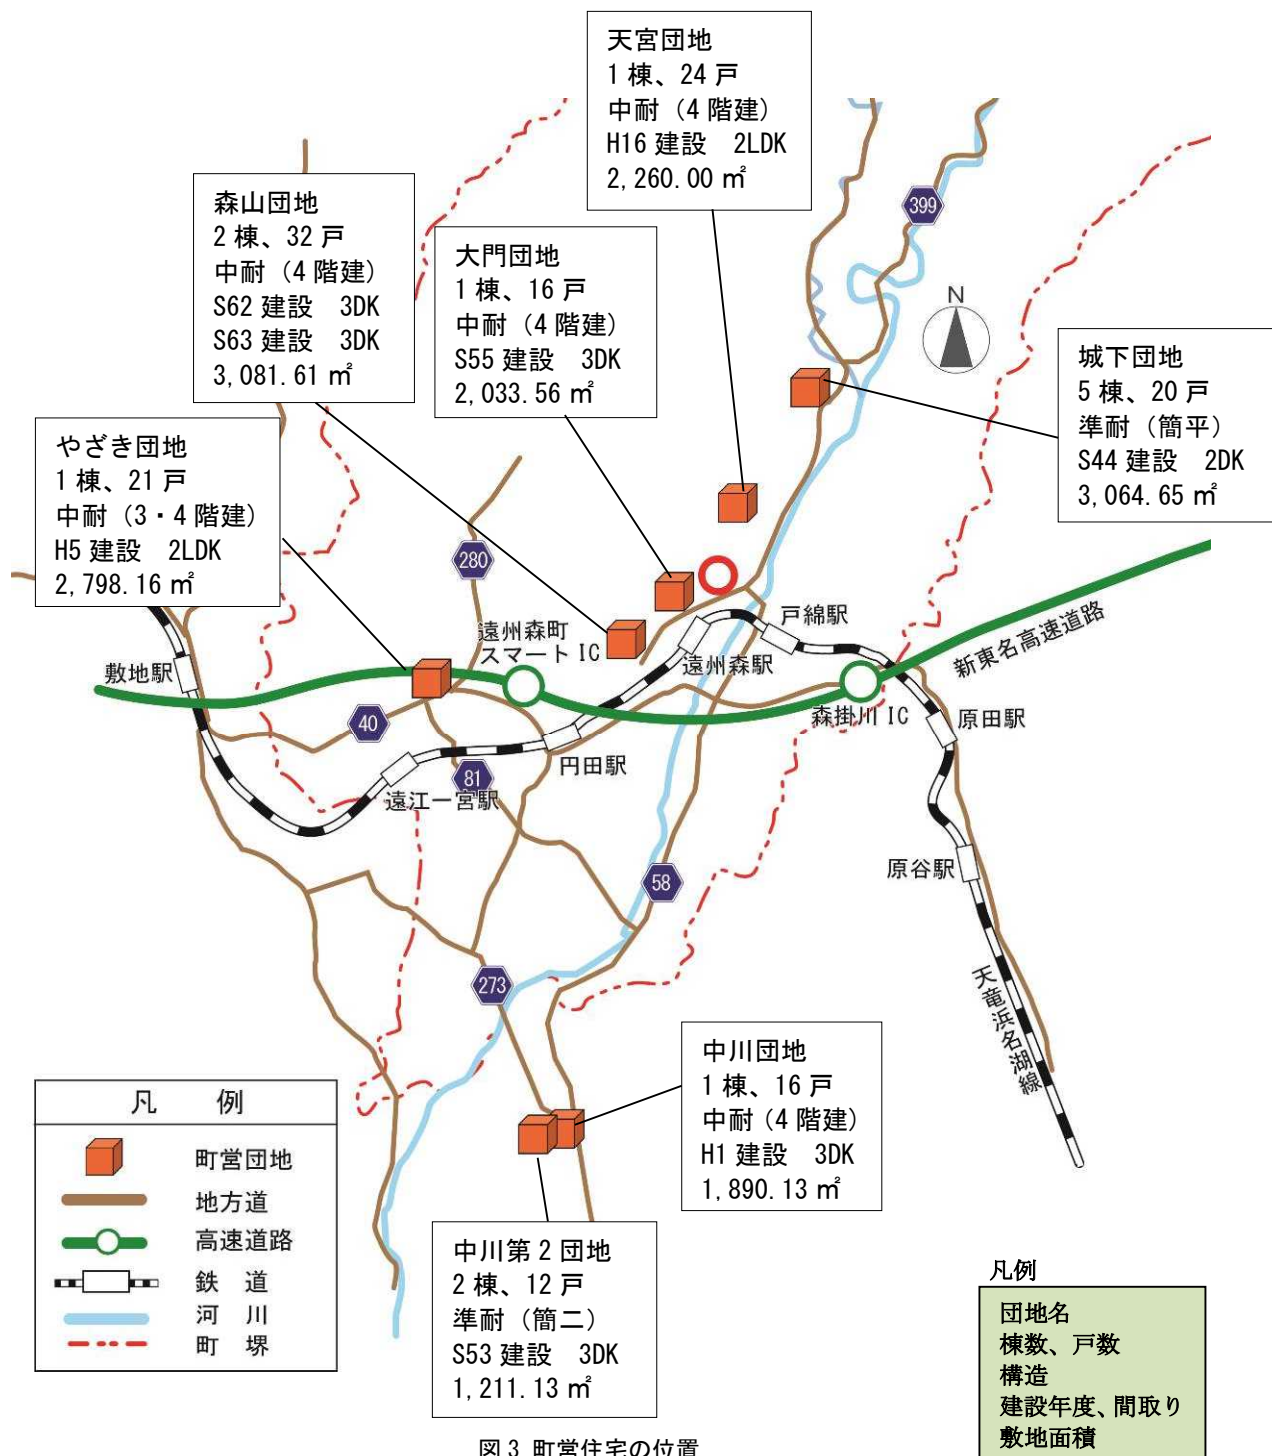 天宮団地
1棟、24戸
中耐（4階建）
H16建設　2LDK
2,260.00㎡
森山団地
2棟、32戸
中耐（4階建）
S62建設　3DK
S63建設　3DK
3,081.61㎡
大門団地
1棟、16戸
中耐（4階建）
S55建設　3DK
2,033.56㎡
399
N
城下団地
5棟、20戸
準耐（簡平）
S44建設　2DK
3,064.65㎡
やざき団地
1棟、21戸
中耐（3・4階建）
H5建設　2LDK
2,798.16㎡
280
遠州森町
スマートIC
戸綿駅
遠州森駅
新東名高速道路
敷地駅
40
森掛川IC
原田駅
円田駅
81
遠江一宮駅
58
原谷駅
273
天竜浜名湖線
中川団地
1棟、16戸
中耐（4階建）
H1建設　3DK
1,890.13㎡
中川第2団地
2棟、12戸
準耐（簡二）
S53建設　3DK
1,211.13㎡
凡　例
町営団地
地方道
高速道路
鉄　道
河　川
町　堺
凡例
団地名
棟数、戸数
構造
建設年度、間取り
敷地面積
図3 町営住宅の位置